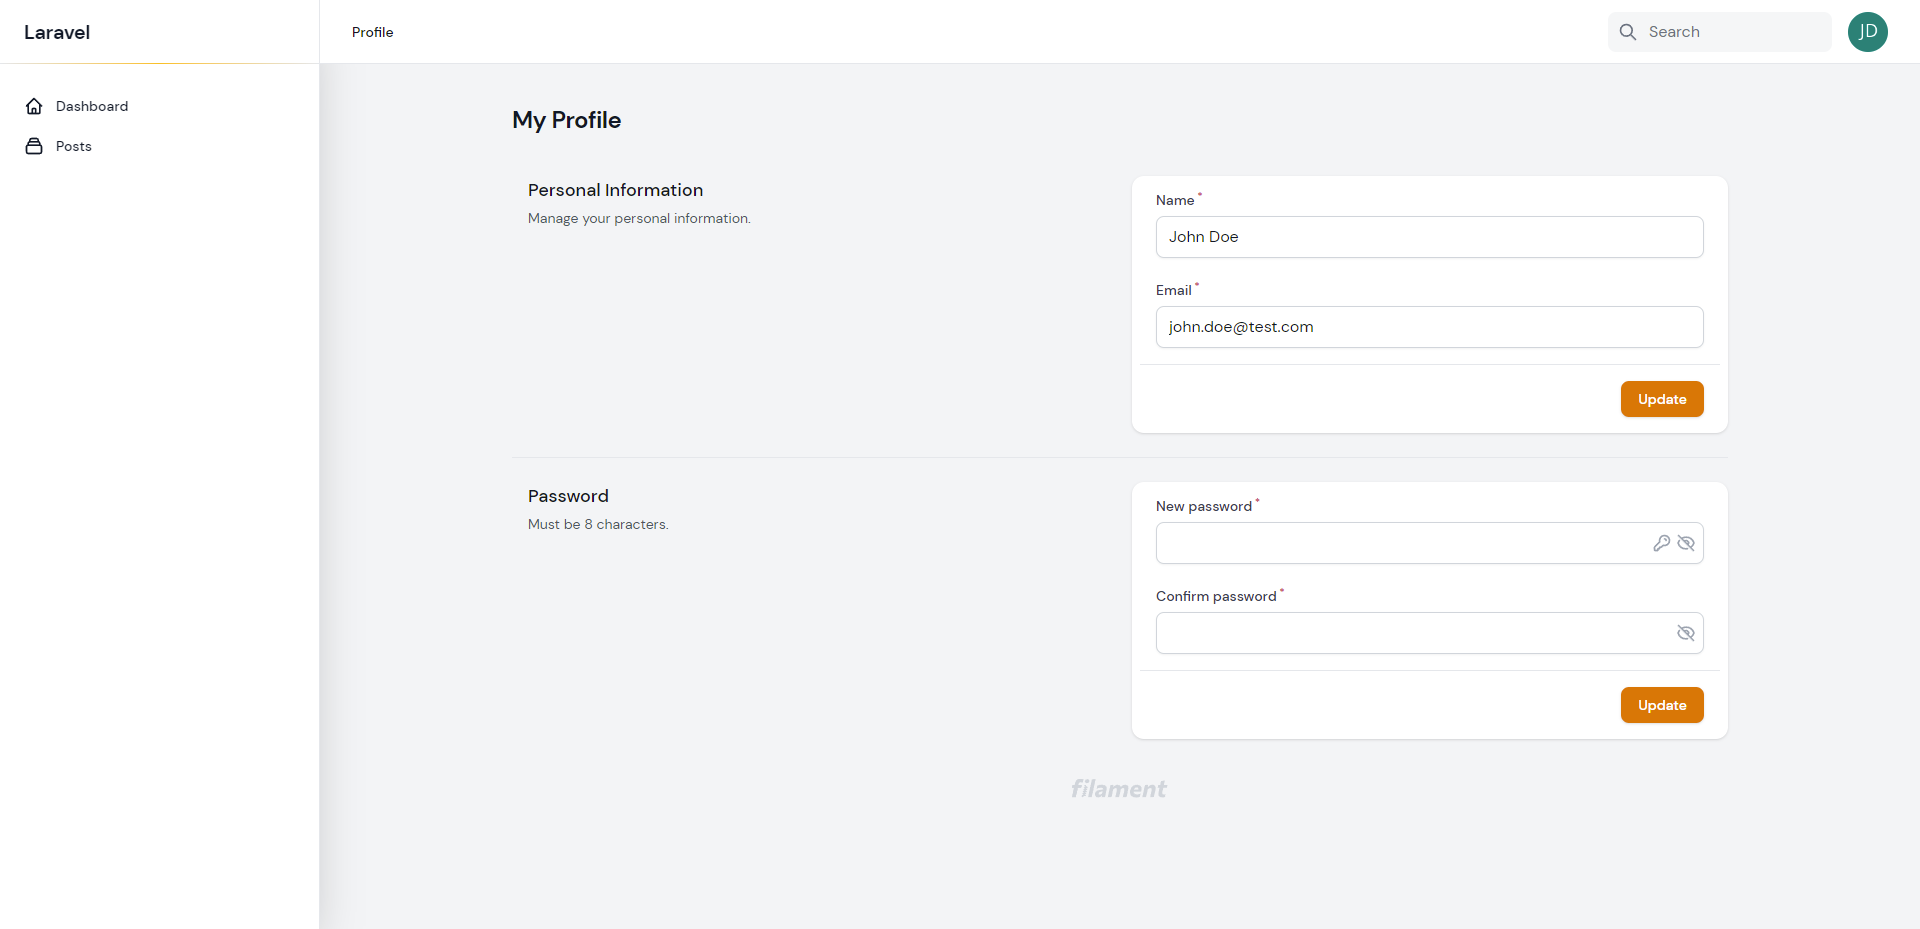 Laravel
Profile
Search
JD
Dashboard
Posts
My Profile
Personal Information
Manage your personal information.
Name *
John Doe
Email *
john.doe@test.com
Update
Password
Must be 8 characters.
New password *
Confirm password *
Update
filament